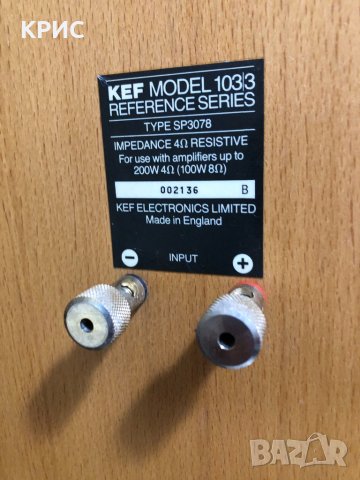 КРИС
KEF MODEL 103/3
REFERENCE SERIES
TYPE SP3078
IMPEDANCE 4Ω RESISTIVE
For use with amplifiers up to
200W 4Ω (100W 8Ω)
002136 B
KEF ELECTRONICS LIMITED
Made in England
− INPUT +
BAZAR